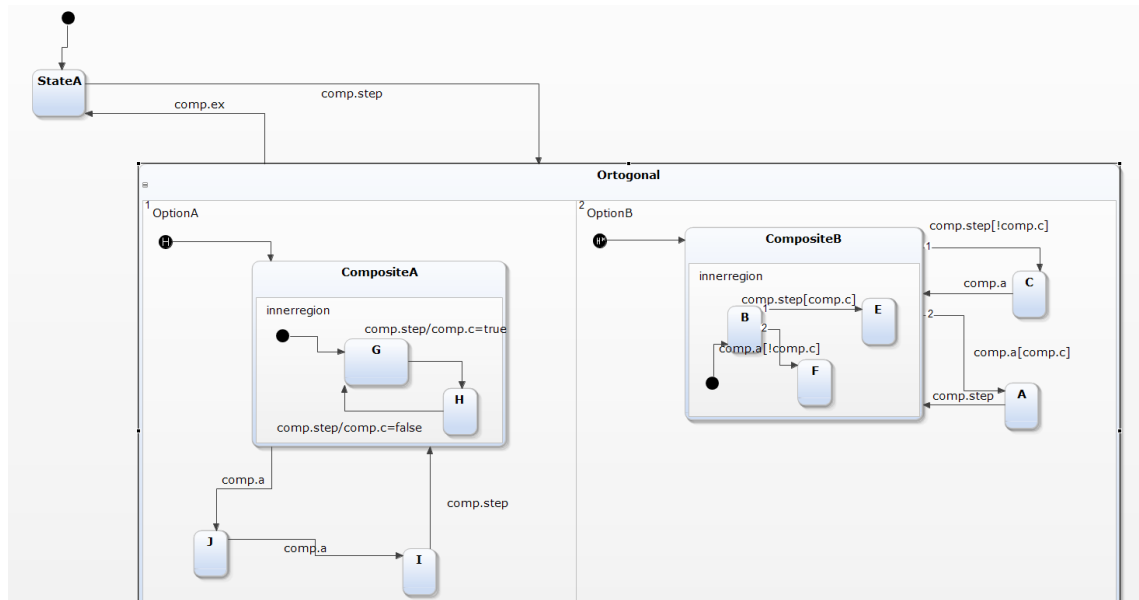 StateA
comp.step
comp.ex
Ortogonal
1
OptionA
2
OptionB
H
H*
CompositeA
innerregion
comp.step/comp.c=true
G
H
comp.step/comp.c=false
comp.a
comp.step
J
comp.a
I
CompositeB
innerregion
comp.step[comp.c]
B
1
2
E
comp.a[!comp.c]
F
comp.step[!comp.c]
1
C
comp.a
2
comp.a[comp.c]
comp.step
A